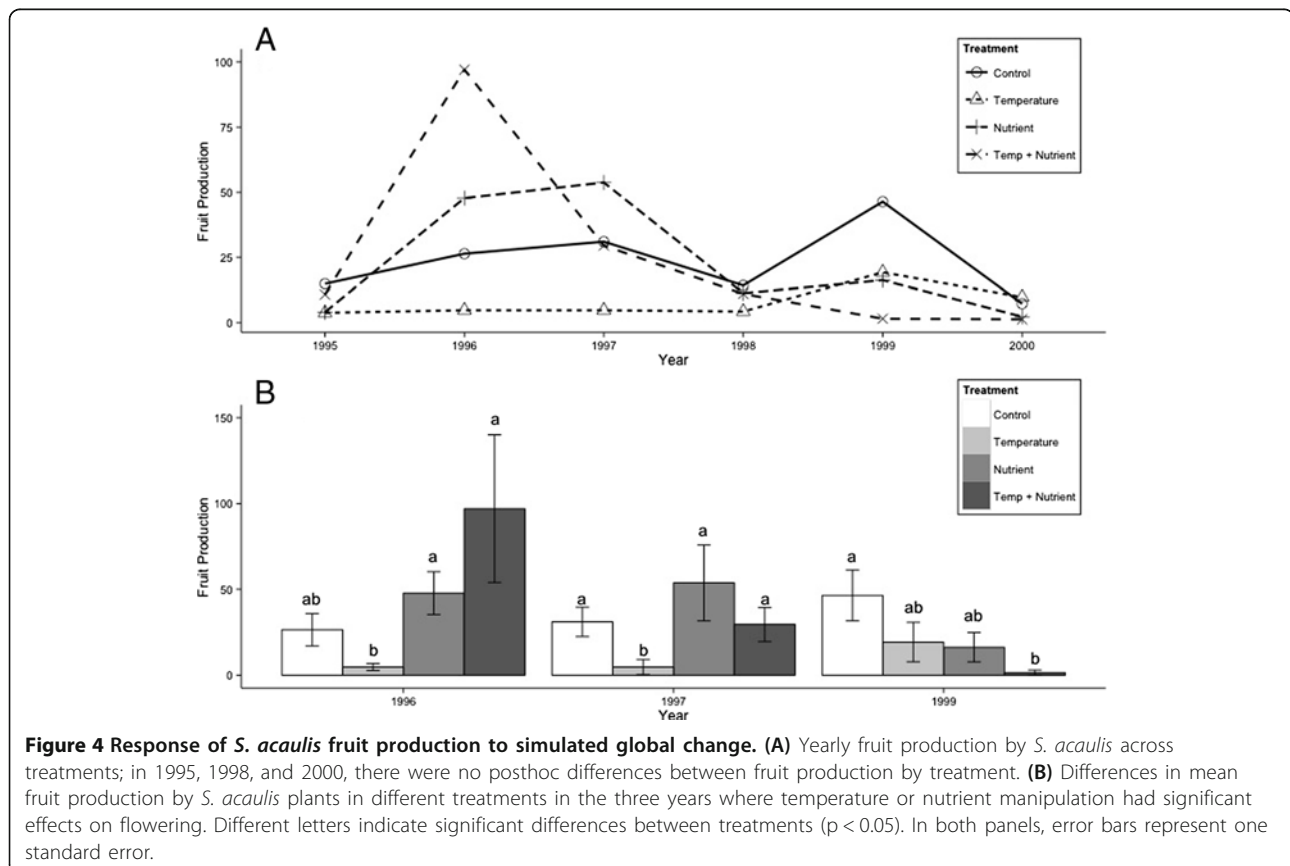 A
Treatment
Control
Temperature
Nutrient
Temp + Nutrient
100
75
50
25
0
Fruit Production
1995
1996
1997
1998
1999
2000
Year
B
Treatment
Control
Temperature
Nutrient
Temp + Nutrient
150
100
50
0
Fruit Production
ab
b
a
a
a
b
a
a
a
ab
ab
b
1996
1997
1999
Year
Figure 4 Response of S. acaulis fruit production to simulated global change. (A) Yearly fruit production by S. acaulis across
treatments; in 1995, 1998, and 2000, there were no posthoc differences between fruit production by treatment. (B) Differences in mean
fruit production by S. acaulis plants in different treatments in the three years where temperature or nutrient manipulation had significant
effects on flowering. Different letters indicate significant differences between treatments (p < 0.05). In both panels, error bars represent one
standard error.